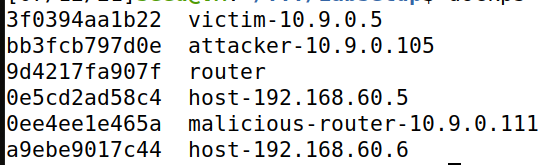 3f0394aa1b22 victim-10.9.0.5
bb3fcb797d0e attacker-10.9.0.105
9d4217fa907f router
0e5cd2ad58c4 host-192.168.60.5
0ee4ee1e465a malicious-router-10.9.0.111
a9ebe9017c44 host-192.168.60.6